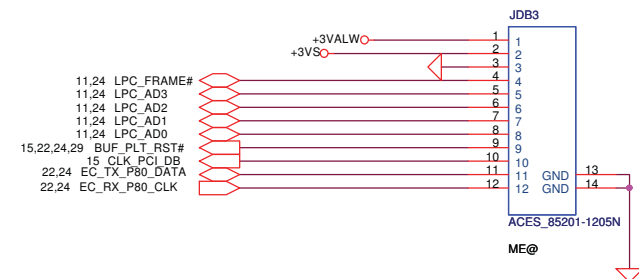 JDB3
+3VALW 1 1
+3VS 2 2
3 3
11,24 LPC_FRAME# 4 4
11,24 LPC_AD3 5 5
11,24 LPC_AD2 6 6
11,24 LPC_AD1 7 7
11,24 LPC_AD0 8 8
15,22,24,29 BUF_PLT_RST# 9 9
15 CLK_PCI_DB 10 10
22,24 EC_TX_P80_DATA 11 11 GND 13
22,24 EC_RX_P80_CLK 12 12 GND 14
ACES_85201-1205N
ME@